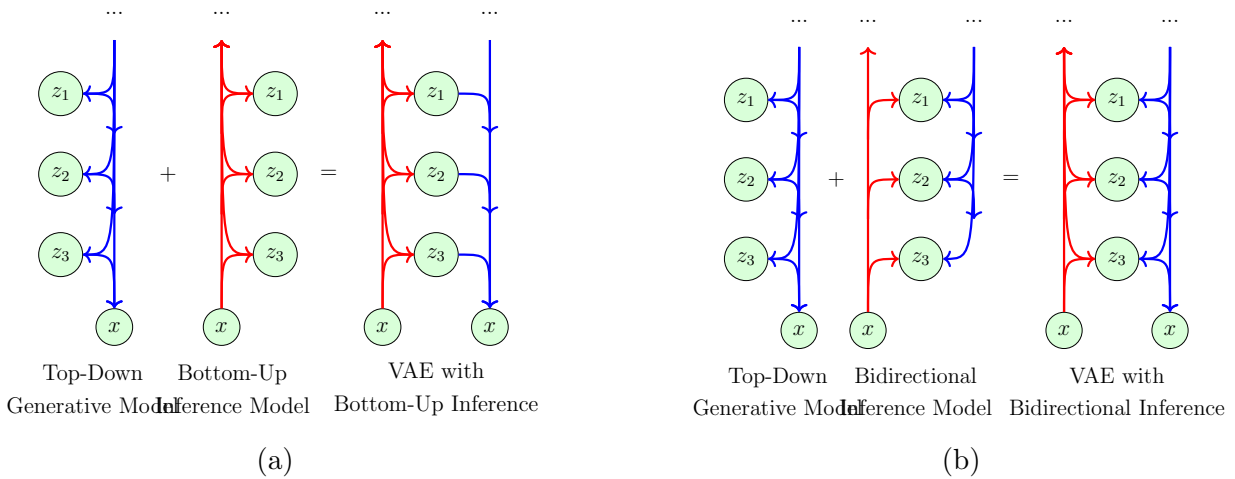 ... ... ... ...
z1 z1 z1
z2 + z2 = z2
z3 z3 z3
x x x x
Top-Down Bottom-Up VAE with
Generative Model Inference Model Bottom-Up Inference
(a)
... ... ... ... ...
z1 z1 z1
z2 + z2 = z2
z3 z3 z3
x x x x
Top-Down Bidirectional VAE with
Generative Model Inference Model Bidirectional Inference
(b)